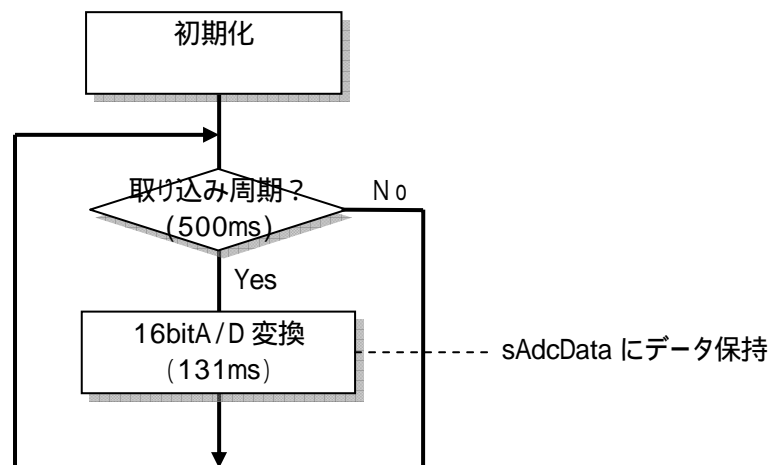 初期化
取り込み周期？
(500ms)
No
Yes
16bitA/D 変換
(131ms)
sAdcData にデータ保持